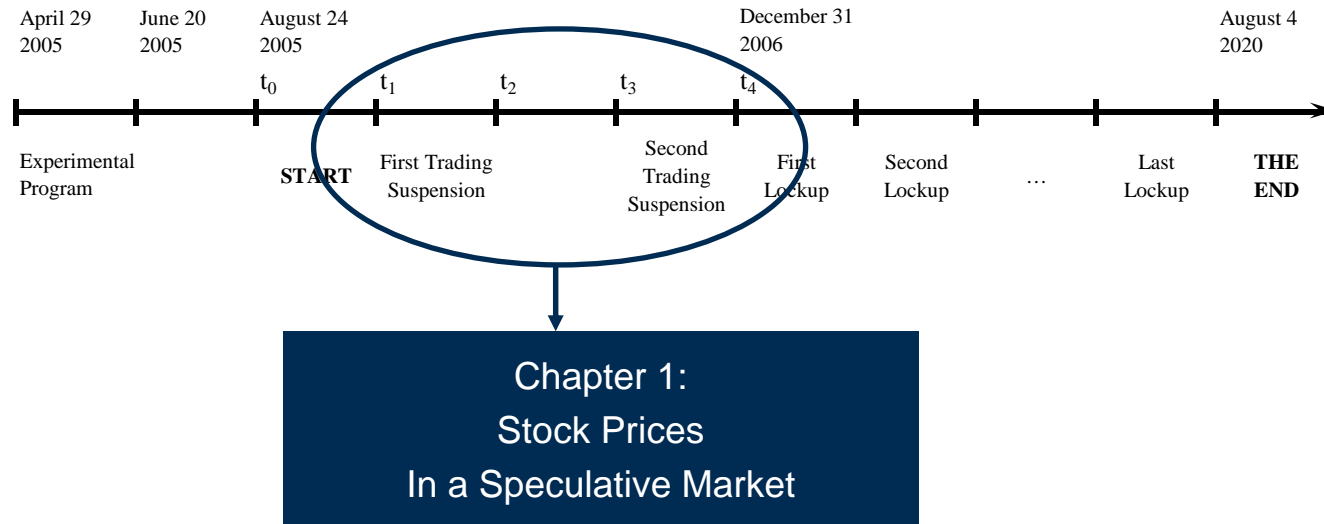 April 29
2005
June 20
2005
August 24
2005
December 31
2006
August 4
2020
t0
t1
t2
t3
t4
Experimental
Program
START
First Trading
Suspension
Second
Trading
Suspension
First
Lockup
Second
Lockup
…
Last
Lockup
THE
END
Chapter 1:
Stock Prices
In a Speculative Market